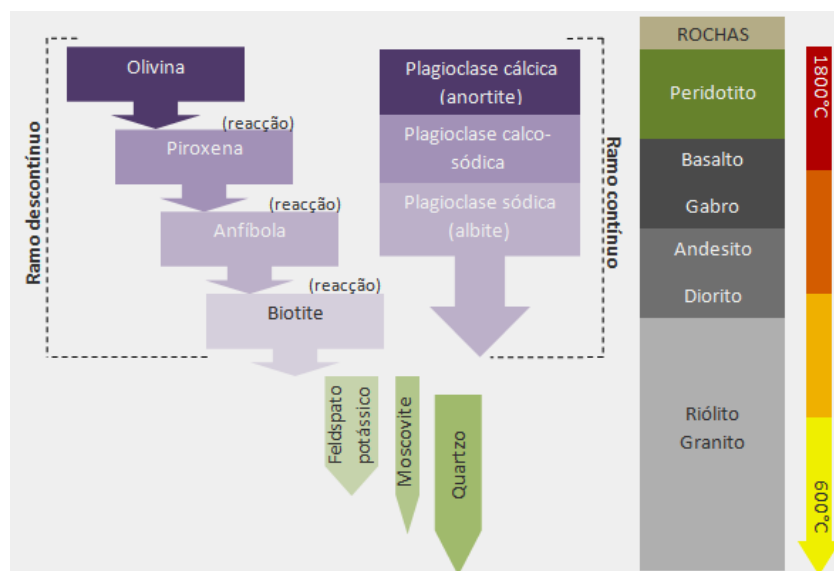 Ramo descontínuo
Olivina
(reacção)
Piroxena
(reacção)
Anfíbola
(reacção)
Biotite
Plagioclase cálcica
(anortite)
Plagioclase calco-
sódica
Plagioclase sódica
(albite)
Ramo contínuo
Feldspato
potássico
Moscovite
Quartzo
ROCHAS
Peridotito
Basalto
Gabro
Andesito
Diorito
Riólito
Granito
1800°C
600°C